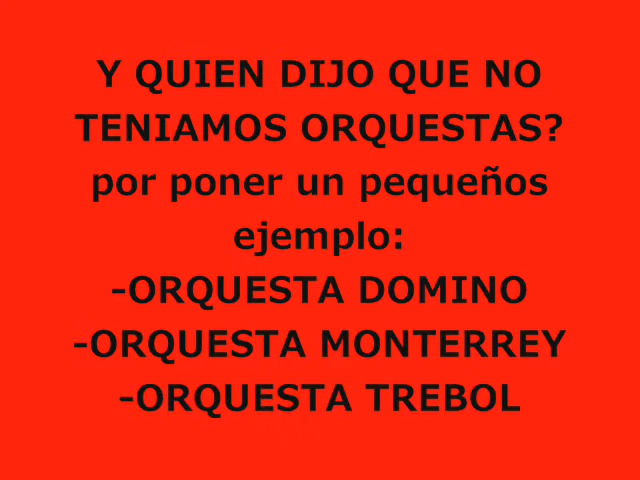 Y QUIEN DIJO QUE NO
TENIAMOS ORQUESTAS?
por poner un pequeños
ejemplo:
-ORQUESTA DOMINO
-ORQUESTA MONTERREY
-ORQUESTA TREBOL